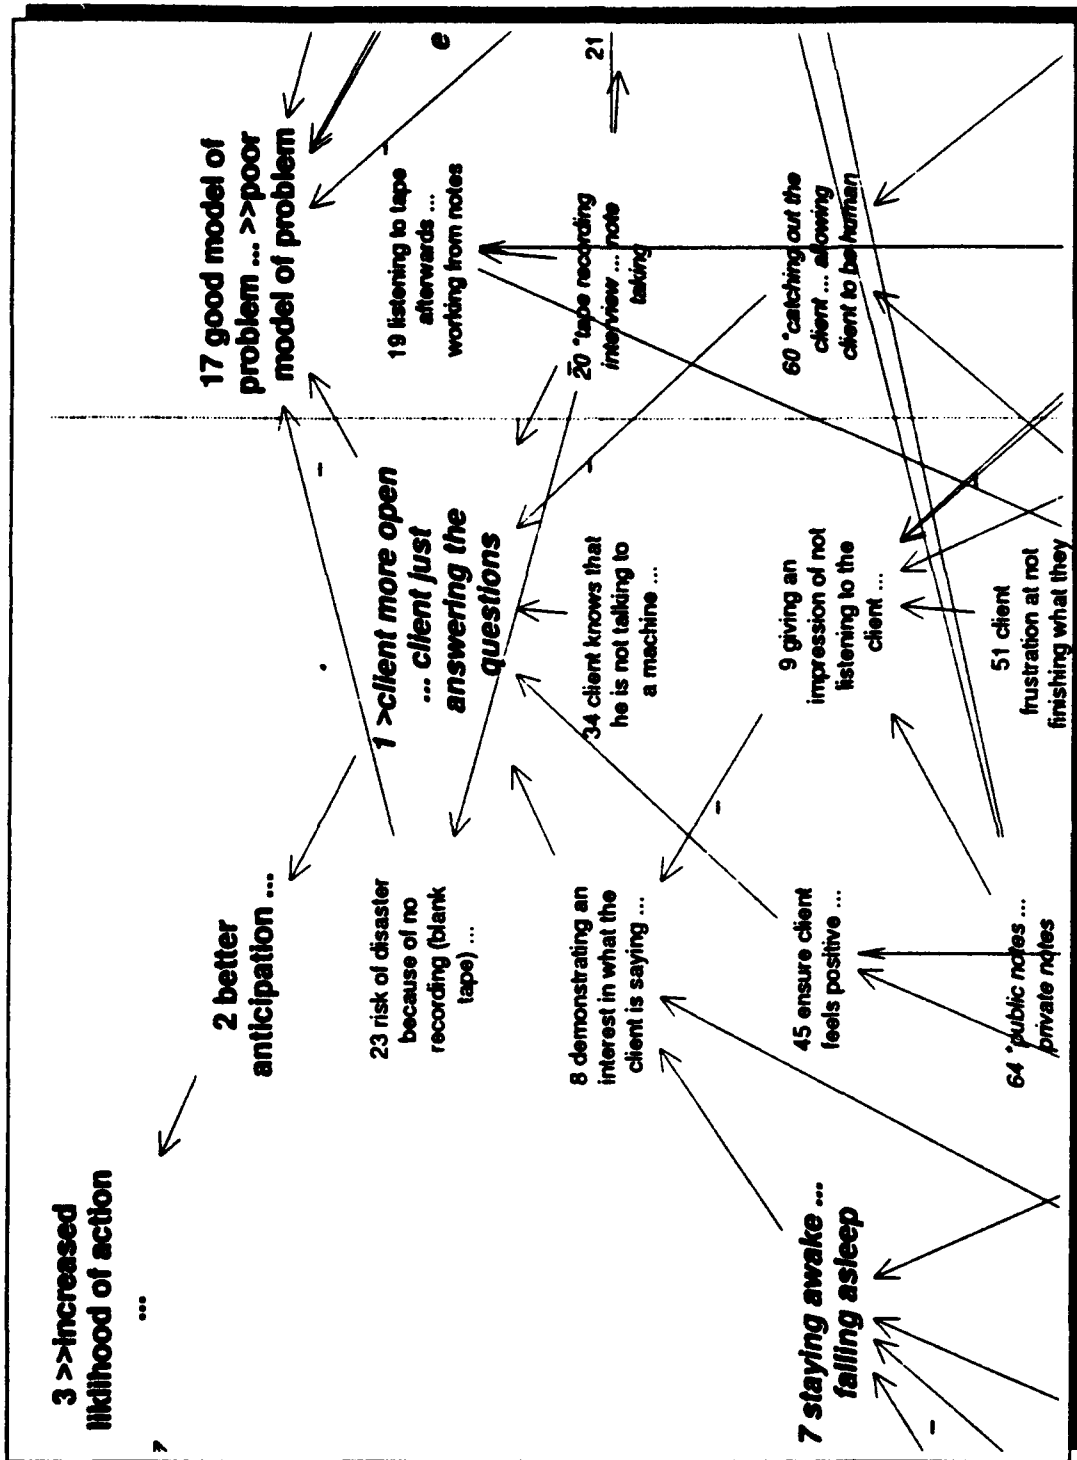 3 >>increased
liklihood of action
...
2 better
anticipation ...
17 good model of
problem ... >>poor
model of problem
e
23 risk of disaster
because of no
recording (blank
tape) ...
1 >client more open
... client just
answering the
questions
19 listening to tape
afterwards ...
working from notes
8 demonstrating an
interest in what the
client is saying ...
34 client knows that
he is not talking to
a machine ...
20 *tape recording
interview ... note
taking
21
7 staying awake ...
falling asleep
45 ensure client
feels positive ...
9 giving an
impression of not
listening to the
client ...
60 *catching out the
client ... allowing
client to be human
64 *public notes ...
private notes
51 client
frustration at not
finishing what they